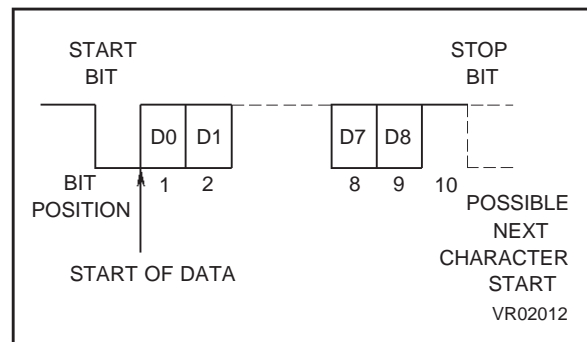 START
BIT
STOP
BIT
D0 D1 D7 D8
BIT
POSITION
1 2 8 9 10
POSSIBLE
NEXT
CHARACTER
START
START OF DATA
VR02012